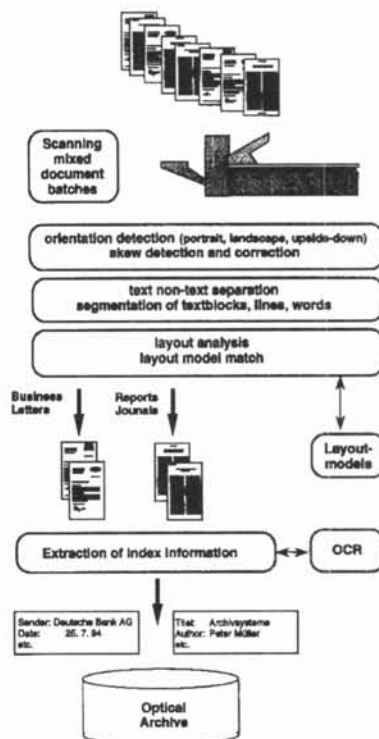 Scanning
mixed
document
batches
orientation detection (portrait, landscape, upside-down)
skew detection and correction
text non-text separation
segmentation of textblocks, lines, words
layout analysis
layout model match
Business
Letters
Reports
Jounals
Layout-
models
Extraction of Index Information
OCR
Sender: Deutsche Bank AG
Date: 25. 7. 94
etc.
Titel: Archivsysteme
Author: Peter Müller
etc.
Optical
Archive